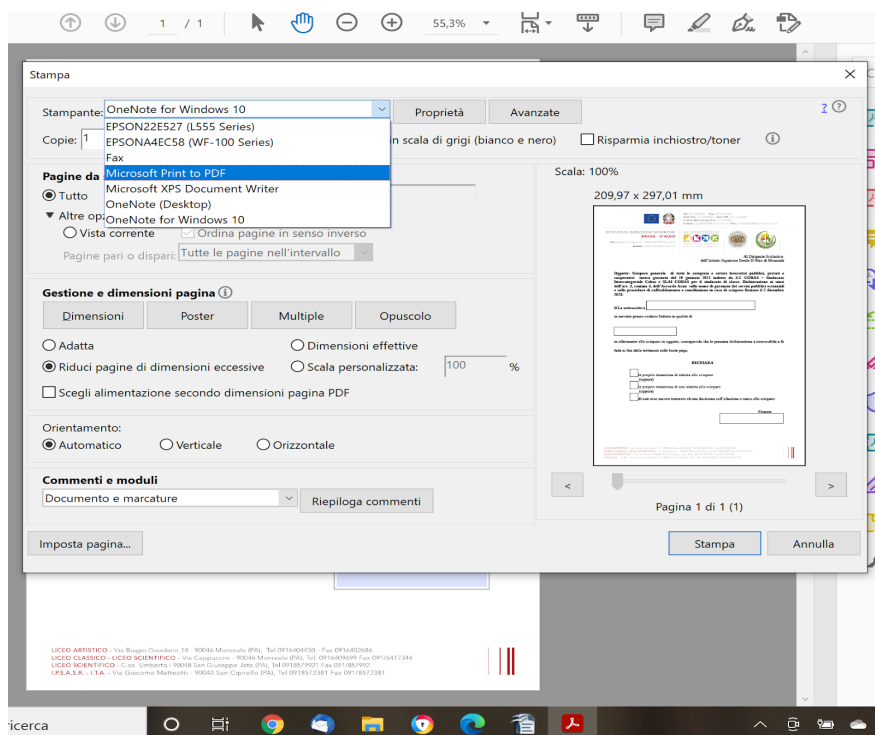 1 / 1 55,3%
Stampa
Stampante: OneNote for Windows 10 Proprietà Avanzate ?
EPSON22E527 (L555 Series)
Copie: 1 EPSONA4EC58 (WF-100 Series) in scala di grigi (bianco e nero) Risparmia inchiostro/toner
Fax
Microsoft Print to PDF
Microsoft XPS Document Writer
OneNote (Desktop)
OneNote for Windows 10
Pagine da
Tutto
Altre op
Vista corrente Ordina pagine in senso inverso
Pagine pari o dispari: Tutte le pagine nell'intervallo
Gestione e dimensioni pagina
Dimensioni Poster Multiple Opuscolo
Adatta Dimensioni effettive
Riduci pagine di dimensioni eccessive Scala personalizzata: 100 %
Scegli alimentazione secondo dimensioni pagina PDF
Orientamento:
Automatico Verticale Orizzontale
Commenti e moduli
Documento e marcature Riepiloga commenti
Imposta pagina...
Scala: 100%
209,97 x 297,01 mm
Al Dirigente Scolastico
DICHIARA
(oppure)
(oppure)
Firmato
< >
Pagina 1 di 1 (1)
Stampa Annulla
LICEO ARTISTICO - Via Biagio Giordano 14 - 90046 Monreale (PA), Tel 0916404450 - Fax 0916402686
LICEO CLASSICO - LICEO SCIENTIFICO - Via Cappuccini - 90046 Monreale (PA), Tel. 0916409699 Fax 091/6417344
LICEO SCIENTIFICO - C.so Umberto I 90048 San Giuseppe Jato (PA), Tel 0918579921 Fax 091/857992
I.P.S.A.S.R. - I.T.A. - Via Giacomo Matteotti - 90040 San Cipirello (PA), Tel 0918572381 Fax 091/8572381
ricerca